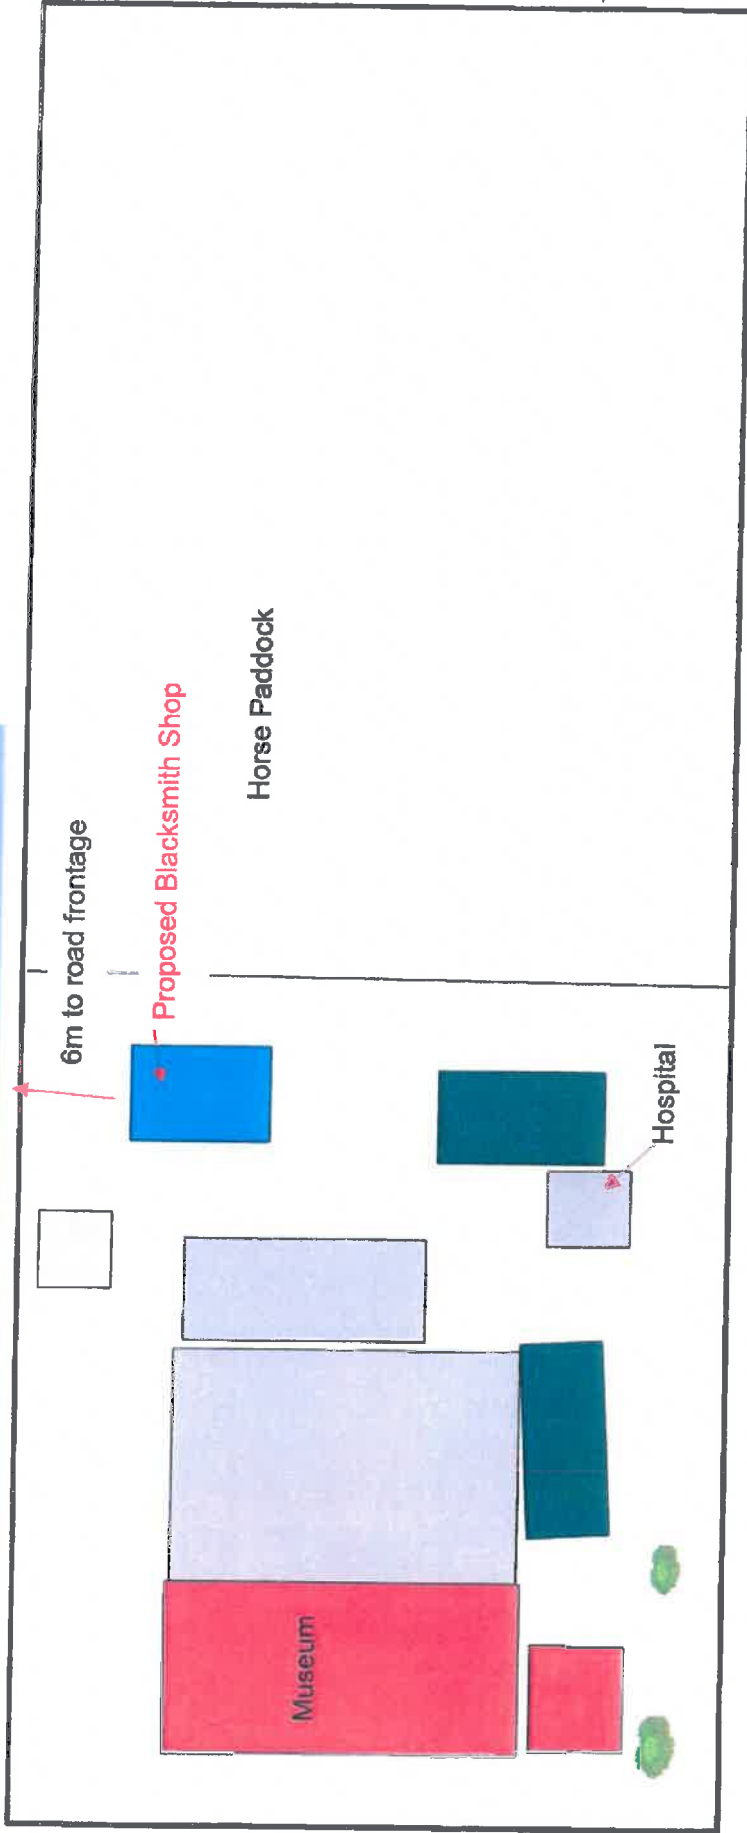 6m to road frontage
Proposed Blacksmith Shop
Horse Paddock
Hospital
Museum